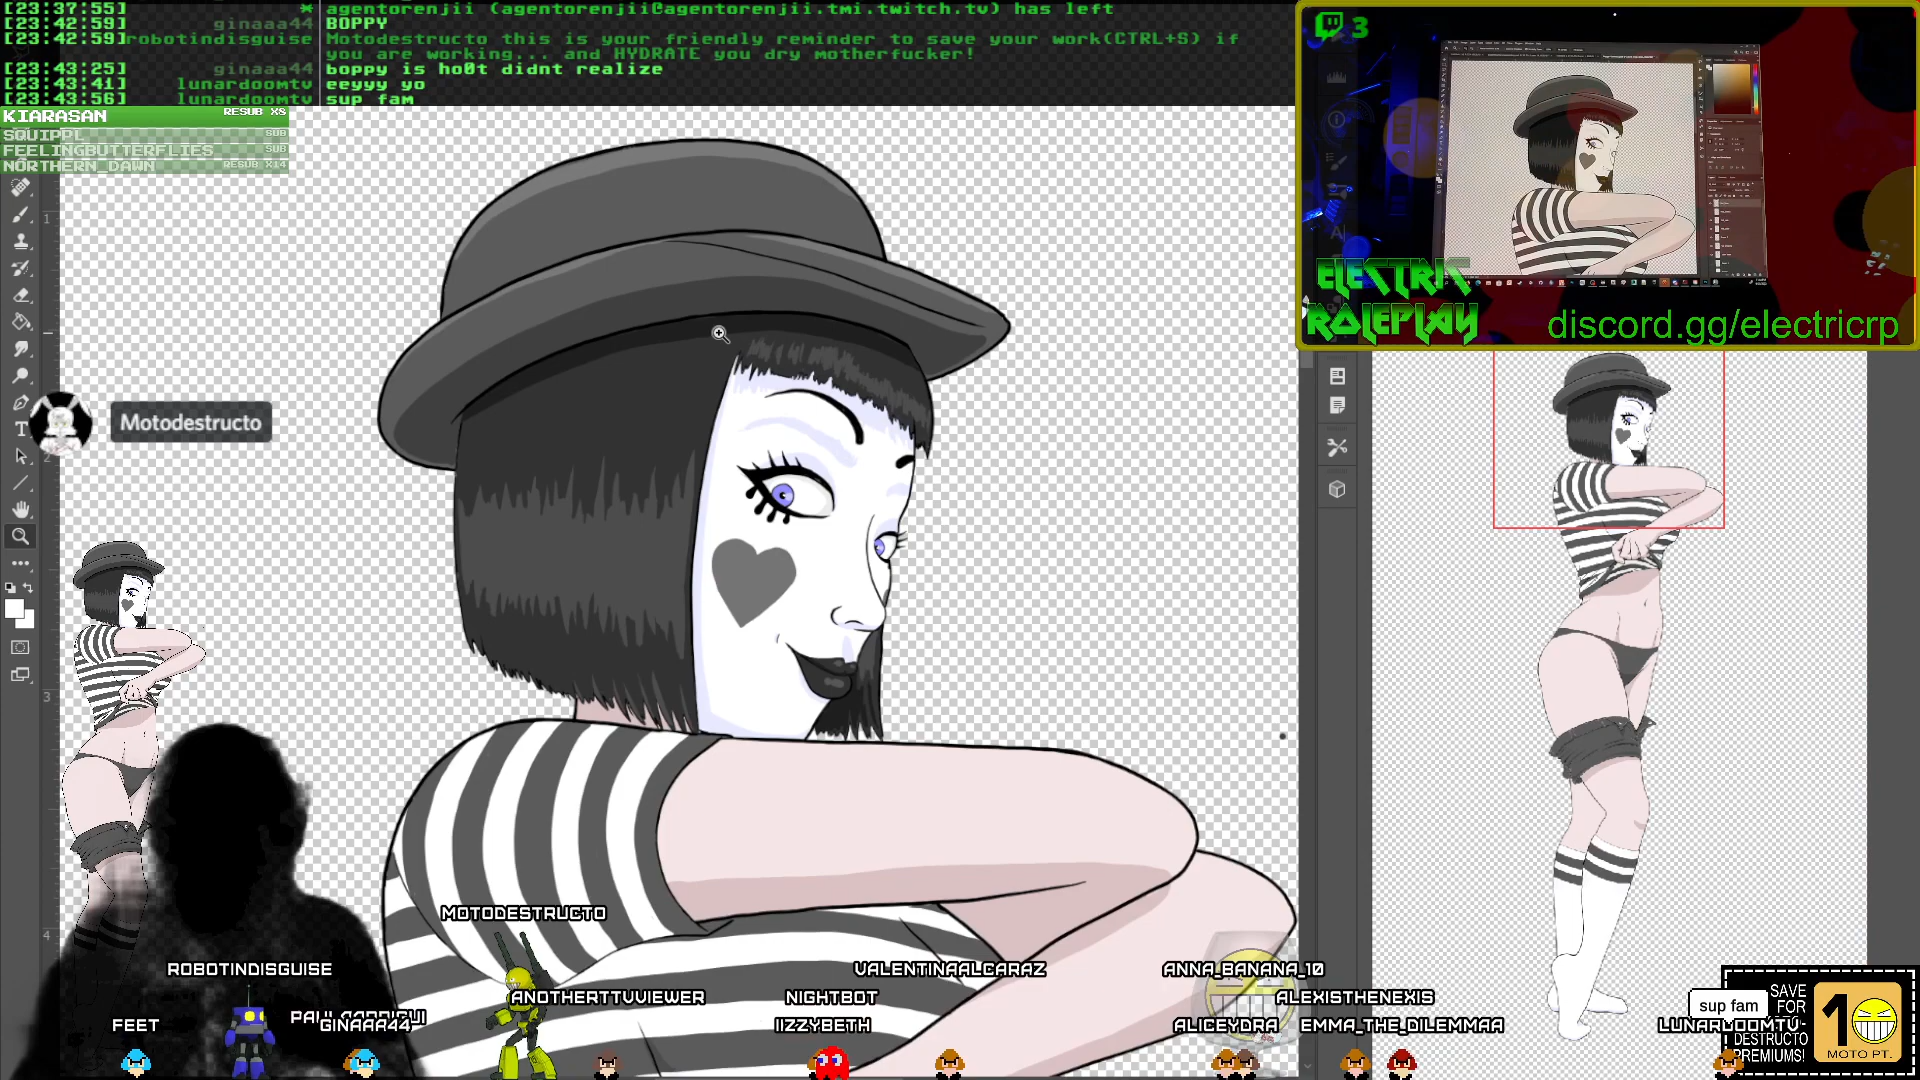 [23:37:55] * agentorenjii (agentorenjii@agentorenjii.tmi.twitch.tv) has left
[23:42:59] ginaaa44 BOPPY
[23:42:59] robotindisguise Motodestructo this is your friendly reminder to save your work(CTRL+S) if
you are working... and HYDRATE you dry motherfucker!
[23:43:25] ginaaa44 boppy is ho0t didnt realize
[23:43:41] lunardoomtv eeyyy yo
[23:43:56] lunardoomtv sup fam
KIARASAN RESUB X8
SQUIPPL SUB
FEELINGBUTTERFLIES SUB
NORTHERN_DAWN RESUB X14
3
ELECTRIC
ROLEPLAY
discord.gg/electricrp
1
3
4
Motodestructo
MOTODESTRUCTO
ROBOTINDISGUISE
VALENTINAALCARAZ
ANNA_BANANA_10
ANOTHERTTVVIEWER
NIGHTBOT
ALEXISTHENEXIS
FEET
GINAAA44
IIZZYBETH
ALICEYDRA
EMMA_THE_DILEMMAA
LUNARDOOMTV
sup fam
SAVE
FOR
DESTRUCTO
PREMIUMS!
1
MOTO PT.